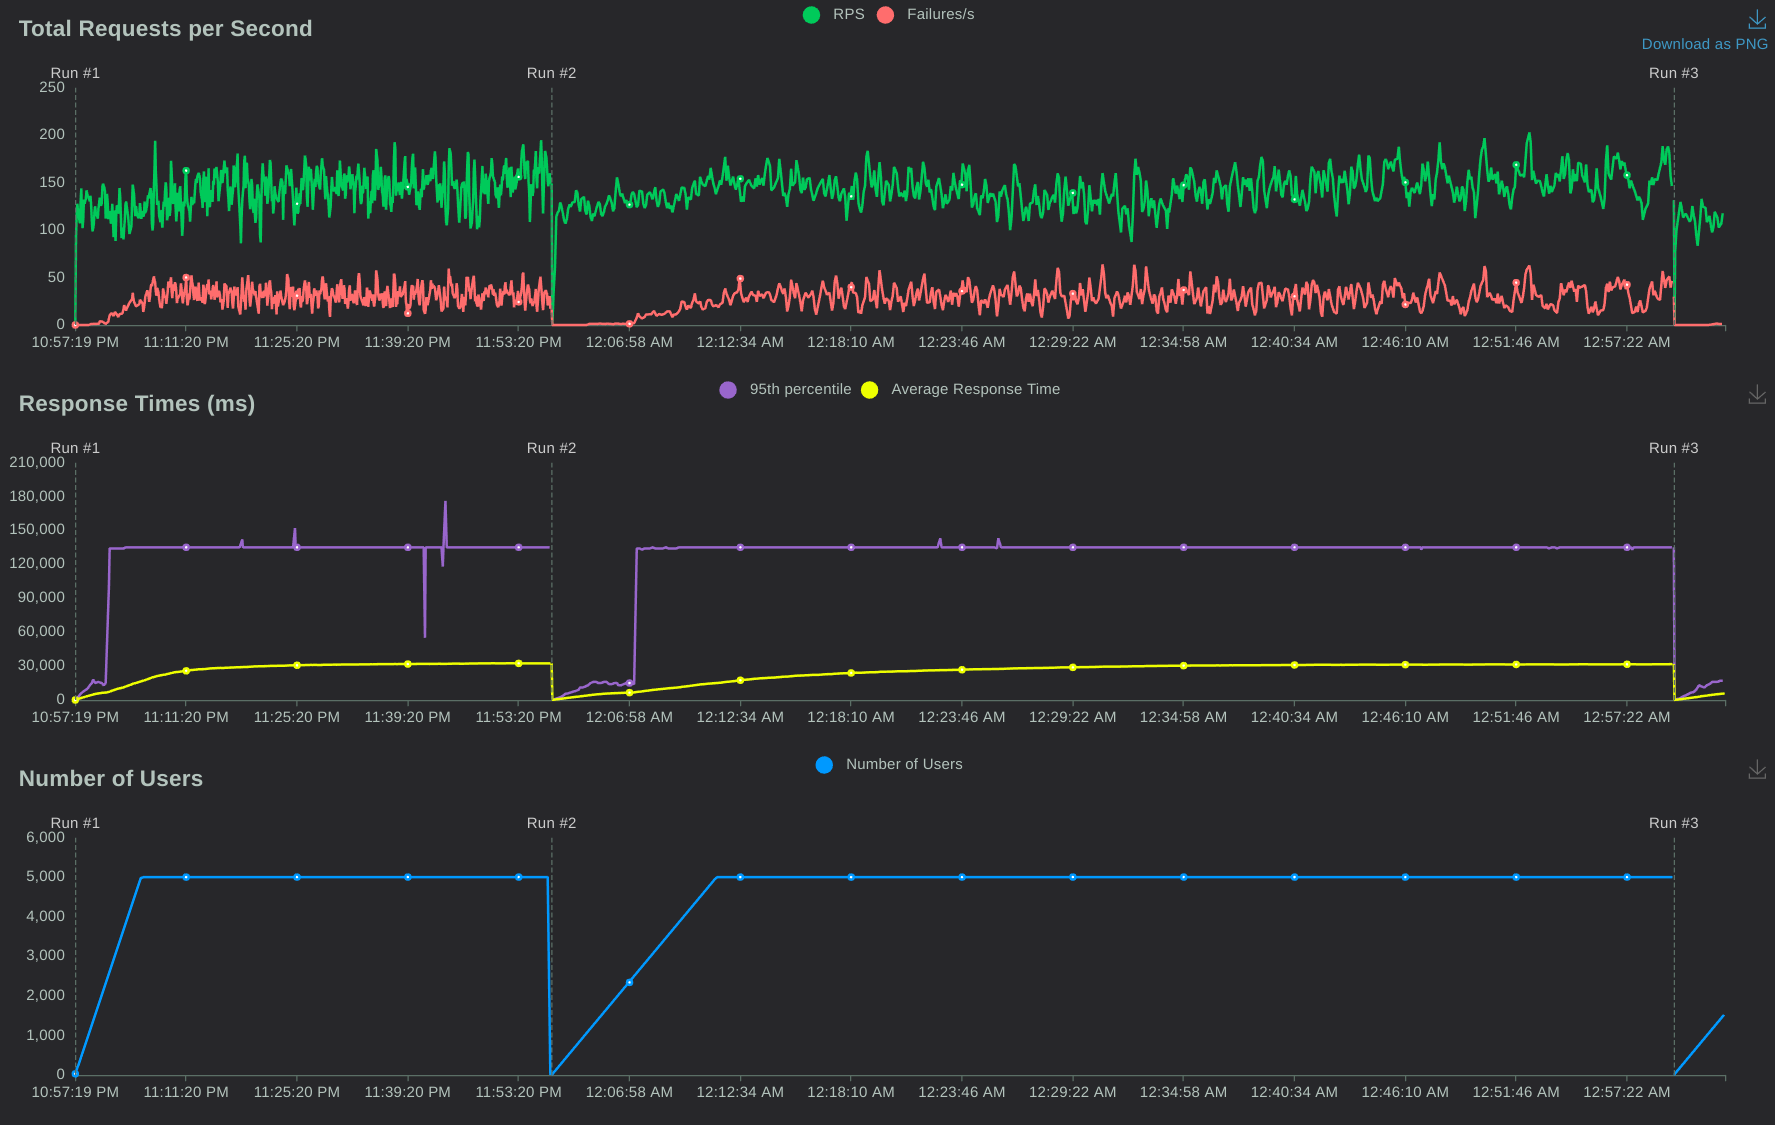 RPS Failures/s
Total Requests per Second
Download as PNG
Run #1 Run #2 Run #3
250
200
150
100
50
0
10:57:19 PM 11:11:20 PM 11:25:20 PM 11:39:20 PM 11:53:20 PM 12:06:58 AM 12:12:34 AM 12:18:10 AM 12:23:46 AM 12:29:22 AM 12:34:58 AM 12:40:34 AM 12:46:10 AM 12:51:46 AM 12:57:22 AM
95th percentile Average Response Time
Response Times (ms)
Run #1 Run #2 Run #3
210,000
180,000
150,000
120,000
90,000
60,000
30,000
0
10:57:19 PM 11:11:20 PM 11:25:20 PM 11:39:20 PM 11:53:20 PM 12:06:58 AM 12:12:34 AM 12:18:10 AM 12:23:46 AM 12:29:22 AM 12:34:58 AM 12:40:34 AM 12:46:10 AM 12:51:46 AM 12:57:22 AM
Number of Users
Number of Users
Run #1 Run #2 Run #3
6,000
5,000
4,000
3,000
2,000
1,000
0
10:57:19 PM 11:11:20 PM 11:25:20 PM 11:39:20 PM 11:53:20 PM 12:06:58 AM 12:12:34 AM 12:18:10 AM 12:23:46 AM 12:29:22 AM 12:34:58 AM 12:40:34 AM 12:46:10 AM 12:51:46 AM 12:57:22 AM